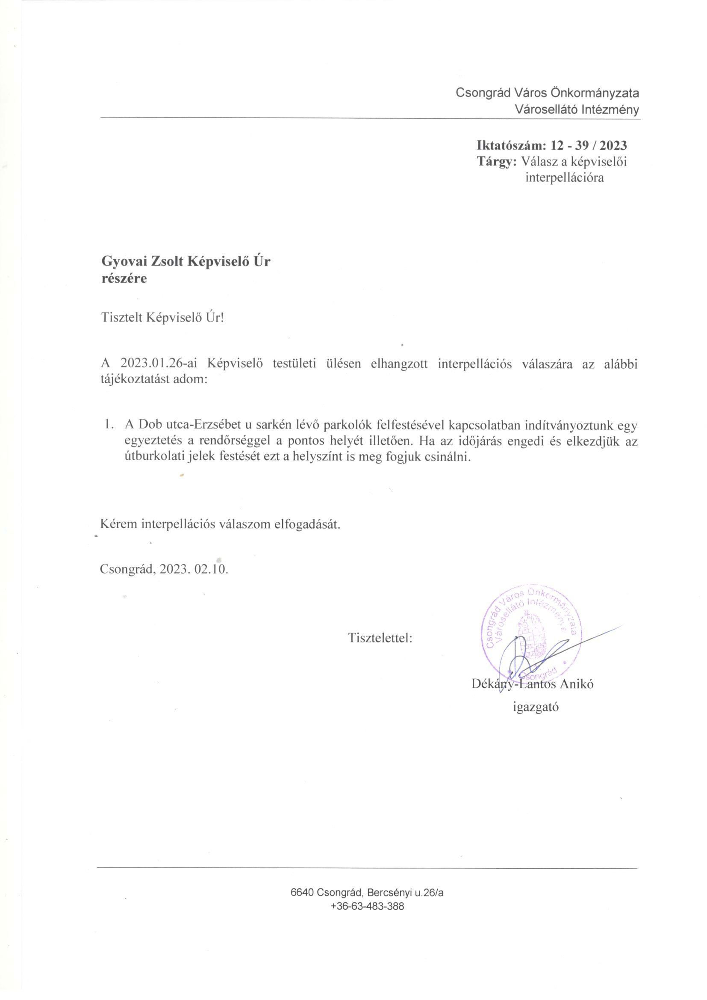 Csongrád Város Önkormányzata
Városellátó Intézmény
Iktatószám: 12 - 39 / 2023
Tárgy: Válasz a képviselői
interpellációra
Gyovai Zsolt Képviselő Úr
részére
Tisztelt Képviselő Úr!
A 2023.01.26-ai Képviselő testületi ülésen elhangzott interpellációs válaszára az alábbi
tájékoztatást adom:
1. A Dob utca-Erzsébet u sarkén lévő parkolók felfestésével kapcsolatban indítványoztunk egy
egyeztetés a rendőrséggel a pontos helyét illetően. Ha az időjárás engedi és elkezdjük az
útburkolati jelek festését ezt a helyszínt is meg fogjuk csinálni.
Kérem interpellációs válaszom elfogadását.
Csongrád, 2023. 02.10.
Csongrád Város Önkormányzata
Városellátó Intézménye
Csongrád
Tisztelettel:
Dékány-Lantos Anikó
igazgató
6640 Csongrád, Bercsényi u.26/a
+36-63-483-388